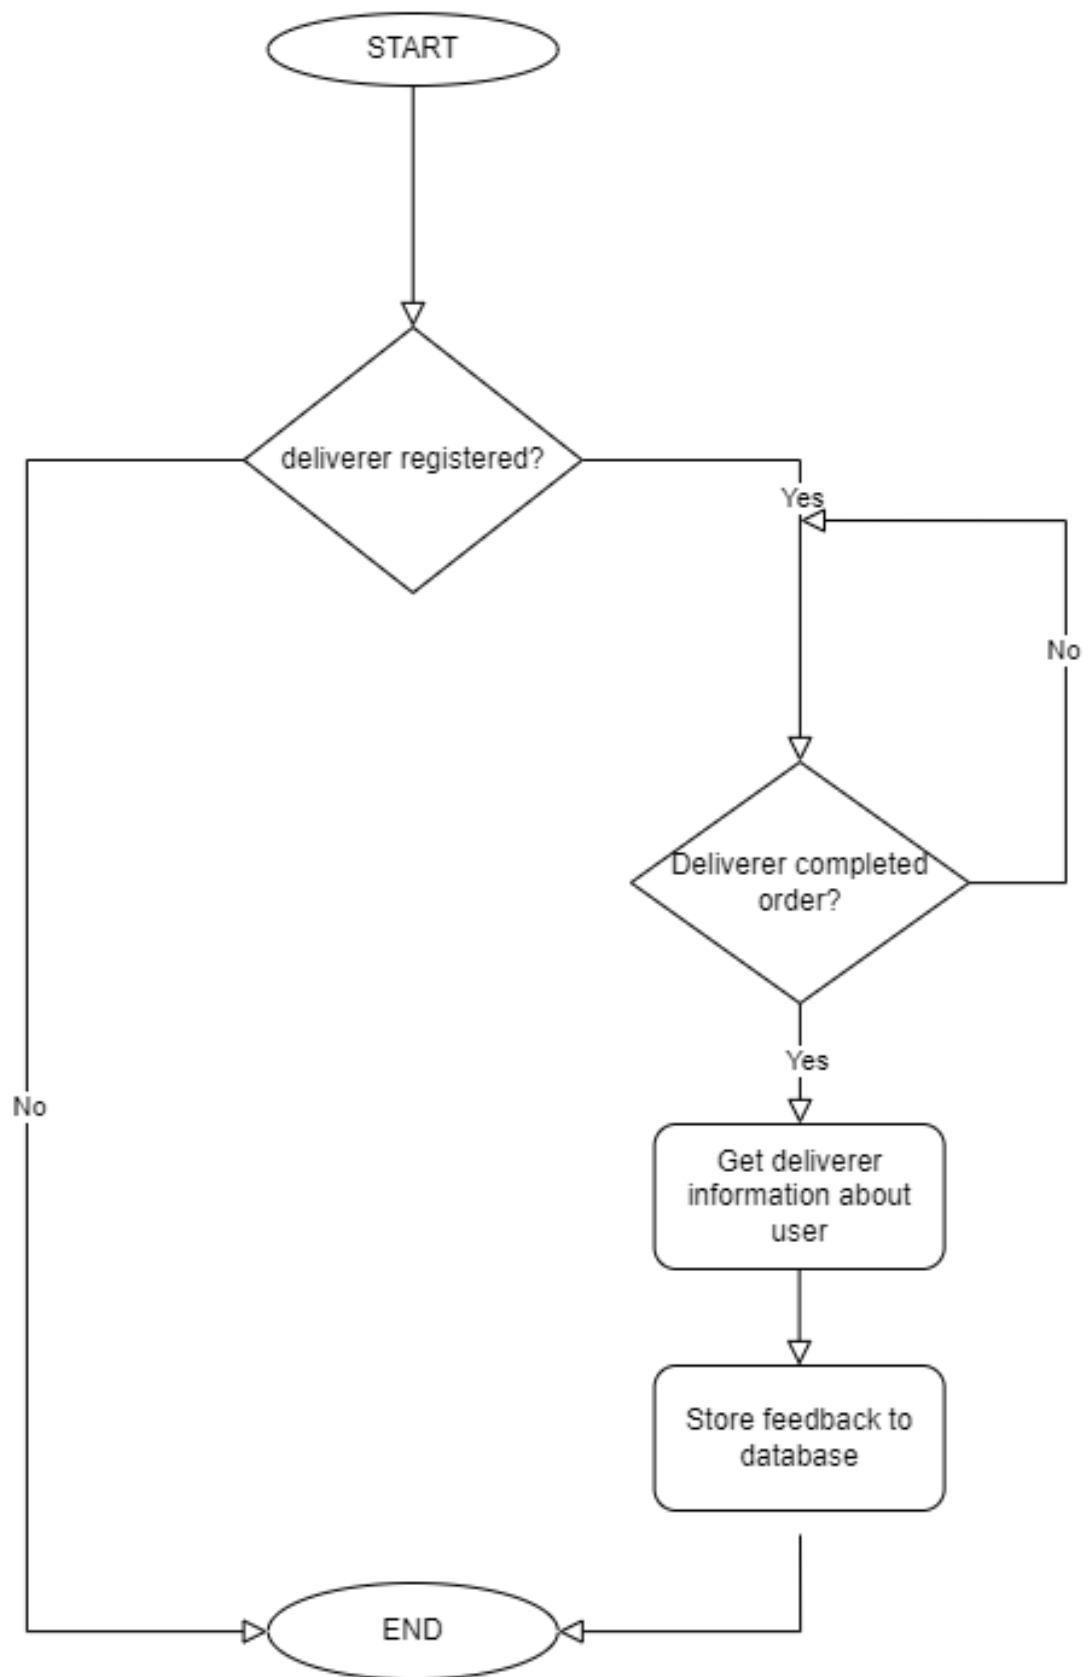 START
deliverer registered?
Yes
No
Deliverer completed
order?
Yes
No
Get deliverer
information about
user
Store feedback to
database
END